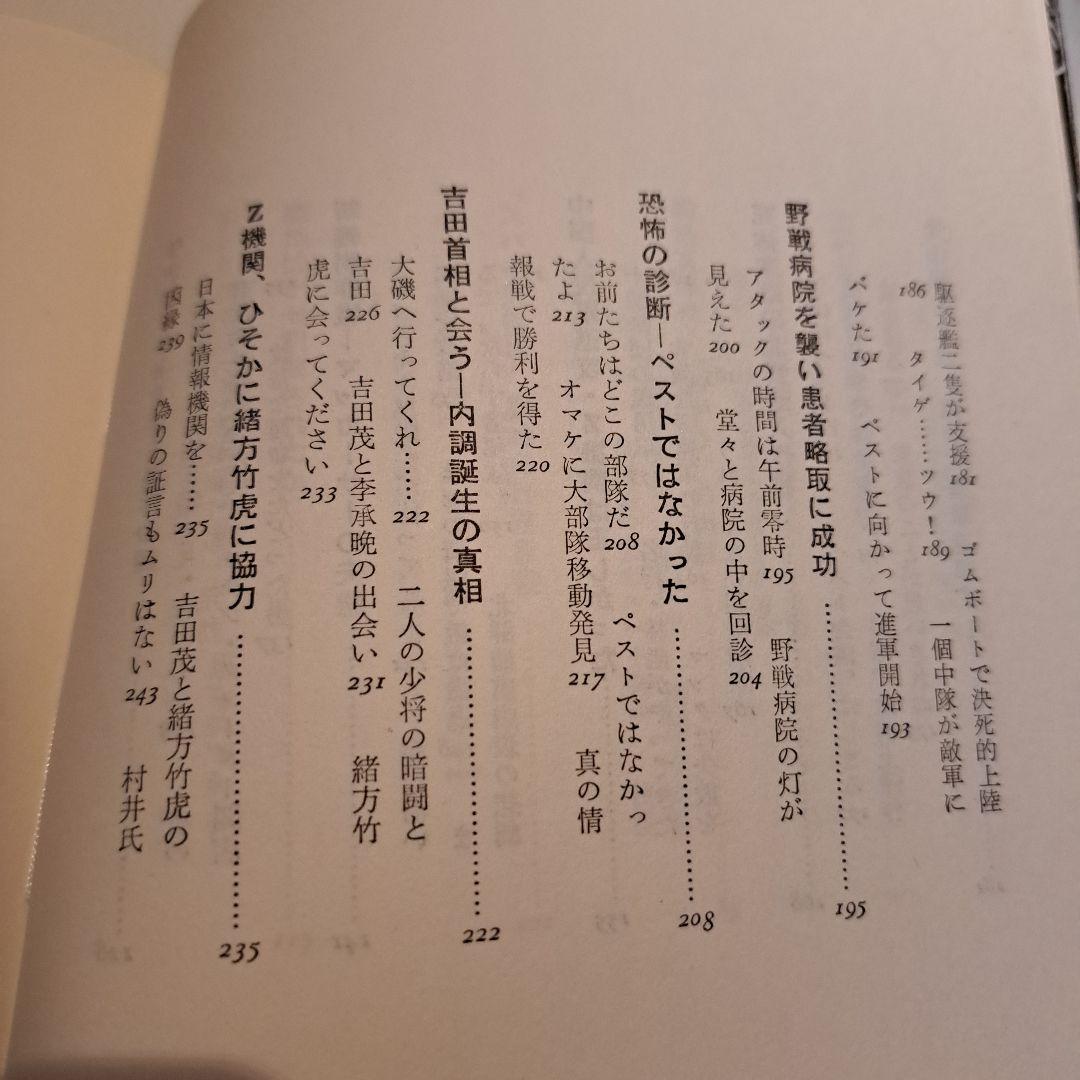 駆逐艦二隻が支援 181 ゴムボートで決死的上陸
186 タイゲ……ツウ! 189 一個中隊が敵軍に
バケた 191 ペストに向かって進軍開始 193
野戦病院を襲い患者略取に成功……………………195
アタックの時間は午前零時 195 野戦病院の灯が
見えた 200 堂々と病院の中を回診 204
恐怖の診断―ペストではなかった……………………208
お前たちはどこの部隊だ 208 ペストではなかっ
たよ 213 オマケに大部隊移動発見 217 真の情
報戦で勝利を得た 220
吉田首相と会う―内調誕生の真相……………………222
大磯へ行ってくれ…… 222 二人の少将の暗闘と
吉田 226 吉田茂と李承晩の出会い 231 緒方竹
虎に会ってください 233
Z機関、ひそかに緒方竹虎に協力……………………235
日本に情報機関を…… 235 吉田茂と緒方竹虎の
因縁 239 偽りの証言もムリはない 243 村井氏